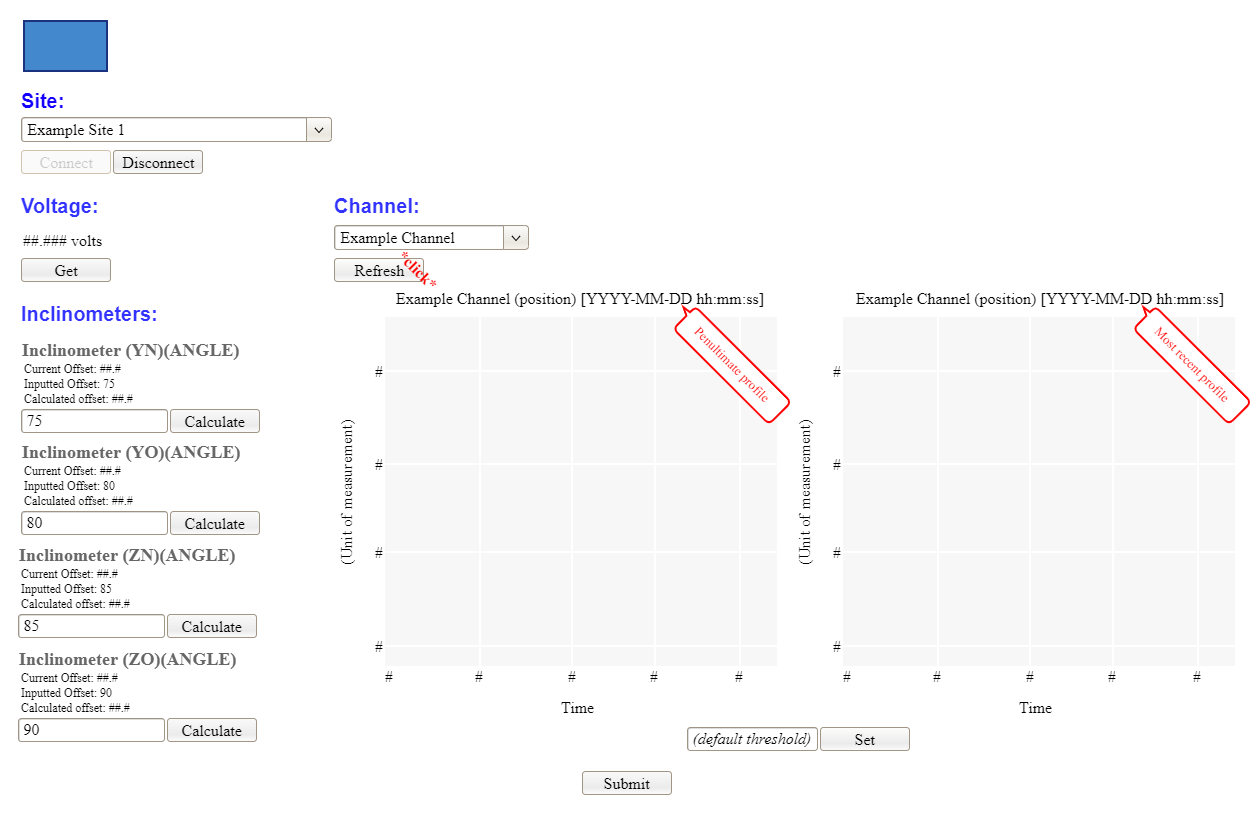 Site:
Example Site 1
Connect
Disconnect
Voltage:
##.### volts
Get
Channel:
Example Channel
Refresh
*click*
Inclinometers:
Inclinometer (YN)(ANGLE)
Current Offset: ##.#
Inputted Offset: 75
Calculated offset: ##.#
75
Calculate
Inclinometer (YO)(ANGLE)
Current Offset: ##.#
Inputted Offset: 80
Calculated offset: ##.#
80
Calculate
Inclinometer (ZN)(ANGLE)
Current Offset: ##.#
Inputted Offset: 85
Calculated offset: ##.#
85
Calculate
Inclinometer (ZO)(ANGLE)
Current Offset: ##.#
Inputted Offset: 90
Calculated offset: ##.#
90
Calculate
Example Channel (position) [YYYY-MM-DD hh:mm:ss]
Penultimate profile
(Unit of measurement)
#
#
#
#
# # # # #
Time
Example Channel (position) [YYYY-MM-DD hh:mm:ss]
Most recent profile
(Unit of measurement)
#
#
#
#
# # # # #
Time
(default threshold)
Set
Submit